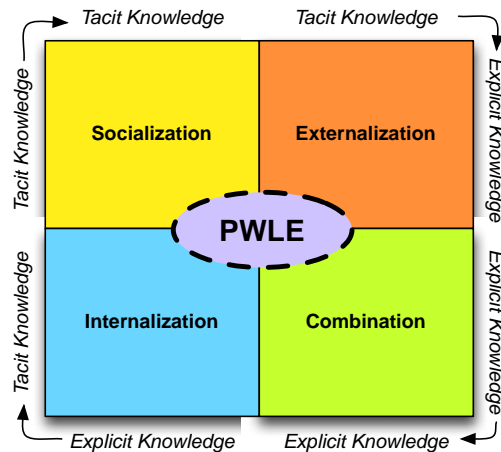 Tacit Knowledge
Tacit Knowledge
Tacit Knowledge
Explicit Knowledge
Socialization
Externalization
PWLE
Internalization
Combination
Tacit Knowledge
Explicit Knowledge
Explicit Knowledge
Explicit Knowledge